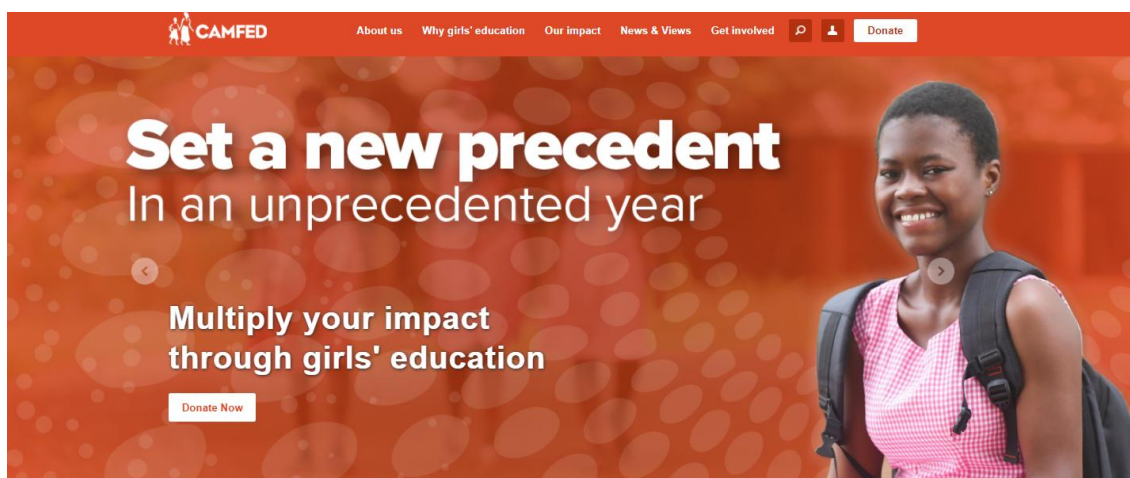 CAMFED
About us Why girls' education Our impact News & Views Get involved Donate
Set a new precedent
In an unprecedented year
Multiply your impact
through girls' education
Donate Now